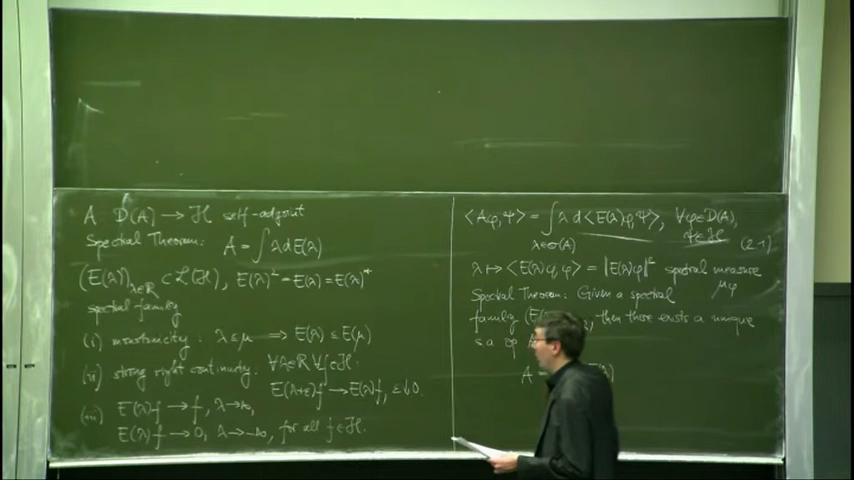 A D(A) → ℋ self-adjoint
Spectral Theorem: A = ∫ λ dE(λ)
(E(λ))_{λ∈ℝ} ⊂ 𝓛(ℋ), E(λ)² = E(λ) = E(λ)*
spectral family
(i) monotonicity: λ ≤ μ ⟹ E(λ) ≤ E(μ)
(ii) strong right continuity: ∀λ∈ℝ ∀f∈ℋ:
E(λ+ε)f → E(λ)f, ε↓0.
(iii) E(λ)f → f, λ→∞,
E(λ)f → 0, λ→-∞, for all f∈ℋ.
⟨Aφ,ψ⟩ = ∫_{λ∈σ(A)} λ d⟨E(λ)φ,ψ⟩, ∀φ∈D(A),
ψ∈ℋ
(2.1)
λ ↦ ⟨E(λ)φ,φ⟩ = ‖E(λ)φ‖² spectral measure
μφ
Spectral Theorem: Given a spectral
family (E, then there exists a unique
s.a. op
A